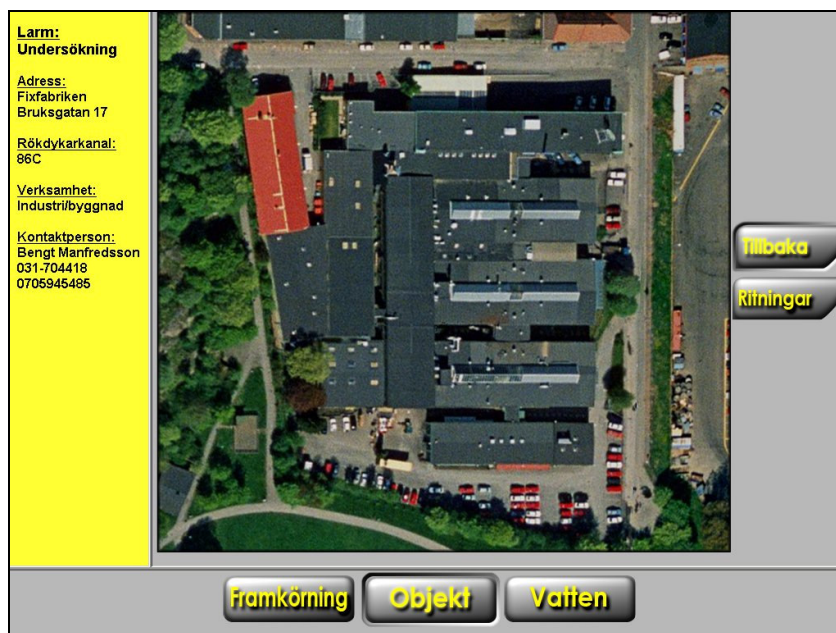 Larm:
Undersökning
Adress:
Fixfabriken
Bruksgatan 17
Rökdykarkanal:
86C
Verksamhet:
Industri/byggnad
Kontaktperson:
Bengt Manfredsson
031-704418
0705945485
Tillbaka
Ritningar
Framkörning
Objekt
Vatten